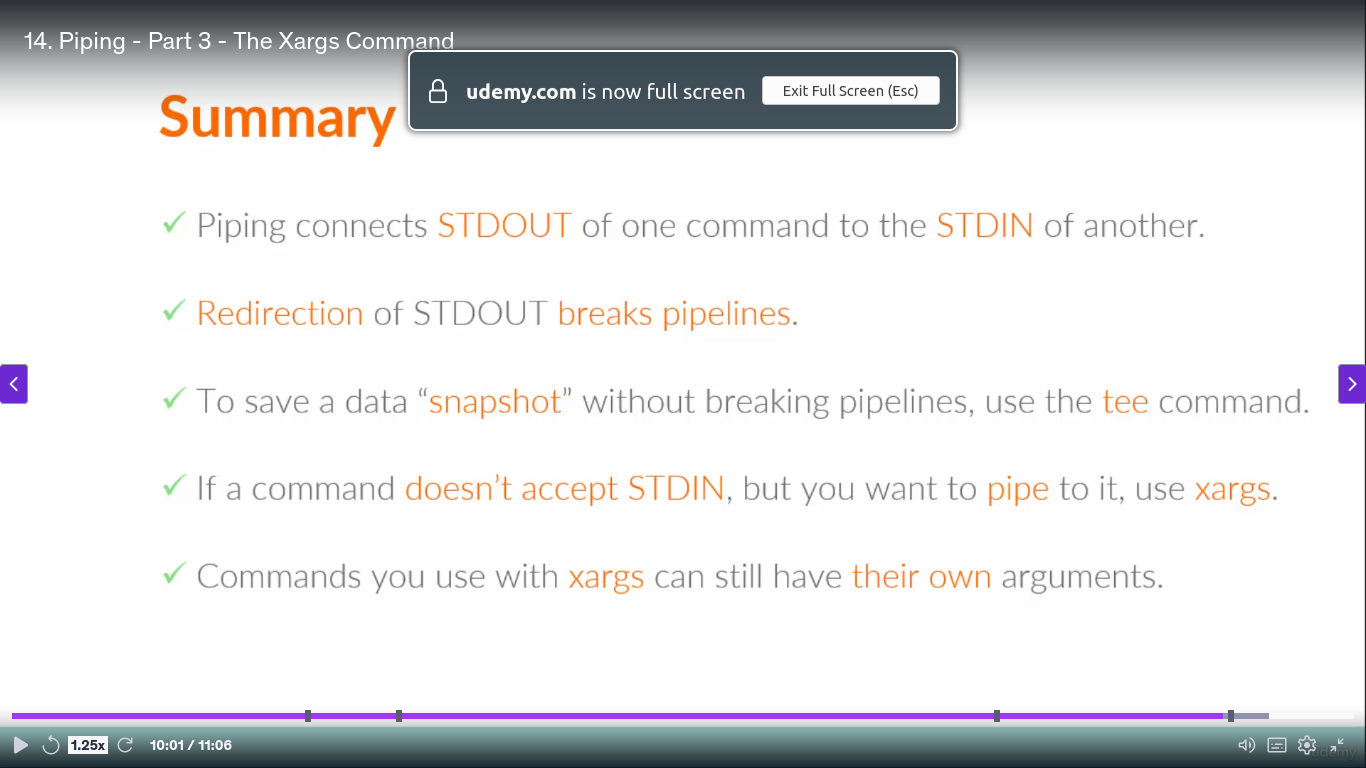 14. Piping - Part 3 - The Xargs Command
udemy.com is now full screen
Exit Full Screen (Esc)
Summary
✓ Piping connects STDOUT of one command to the STDIN of another.
✓ Redirection of STDOUT breaks pipelines.
✓ To save a data “snapshot” without breaking pipelines, use the tee command.
✓ If a command doesn’t accept STDIN, but you want to pipe to it, use xargs.
✓ Commands you use with xargs can still have their own arguments.
1.25x
10:01 / 11:06
udemy